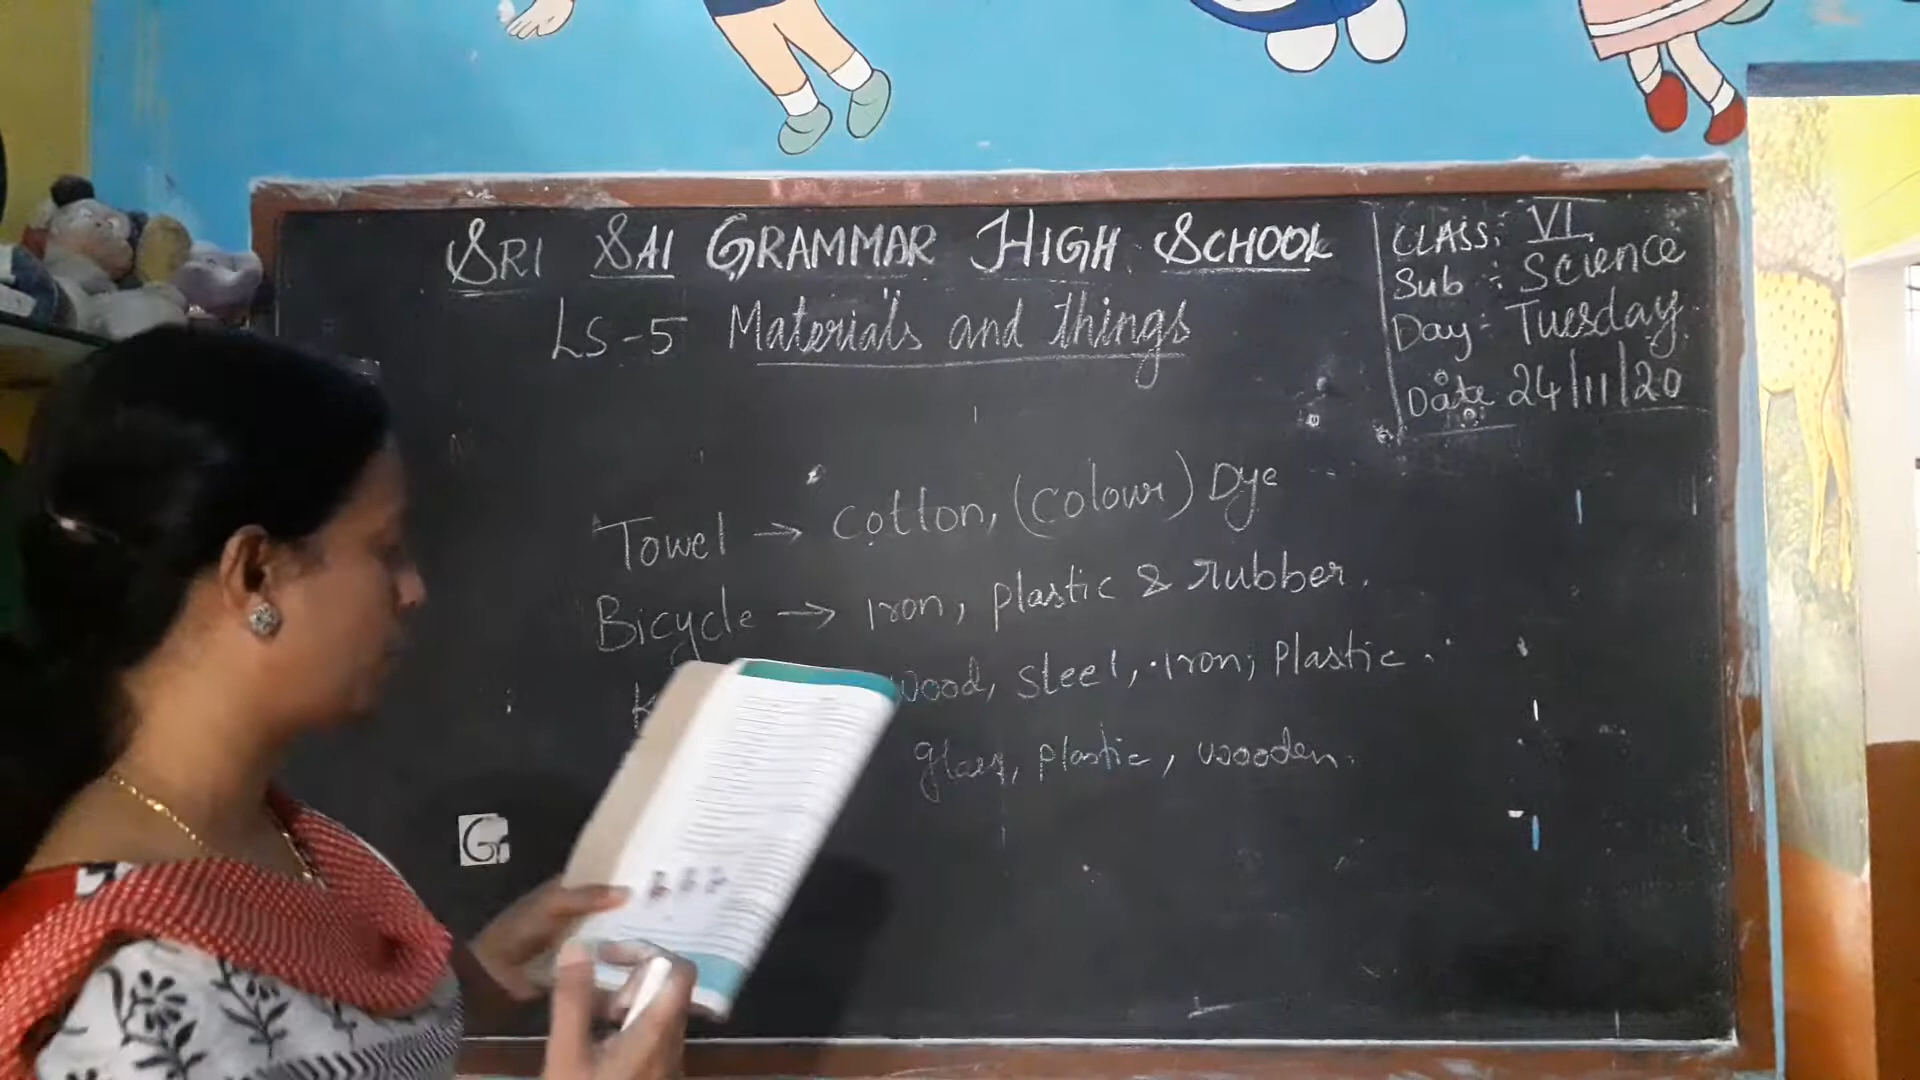 SRI SAI GRAMMAR HIGH SCHOOL
LS-5 Materials and things
CLASS: VI
Sub : Science
Day: Tuesday
Date 24/11/20
Towel → Cotton, (Colour) Dye
Bicycle → Iron, plastic & rubber.
wood, steel, Iron, Plastic.
glass, plastic, wooden.
G